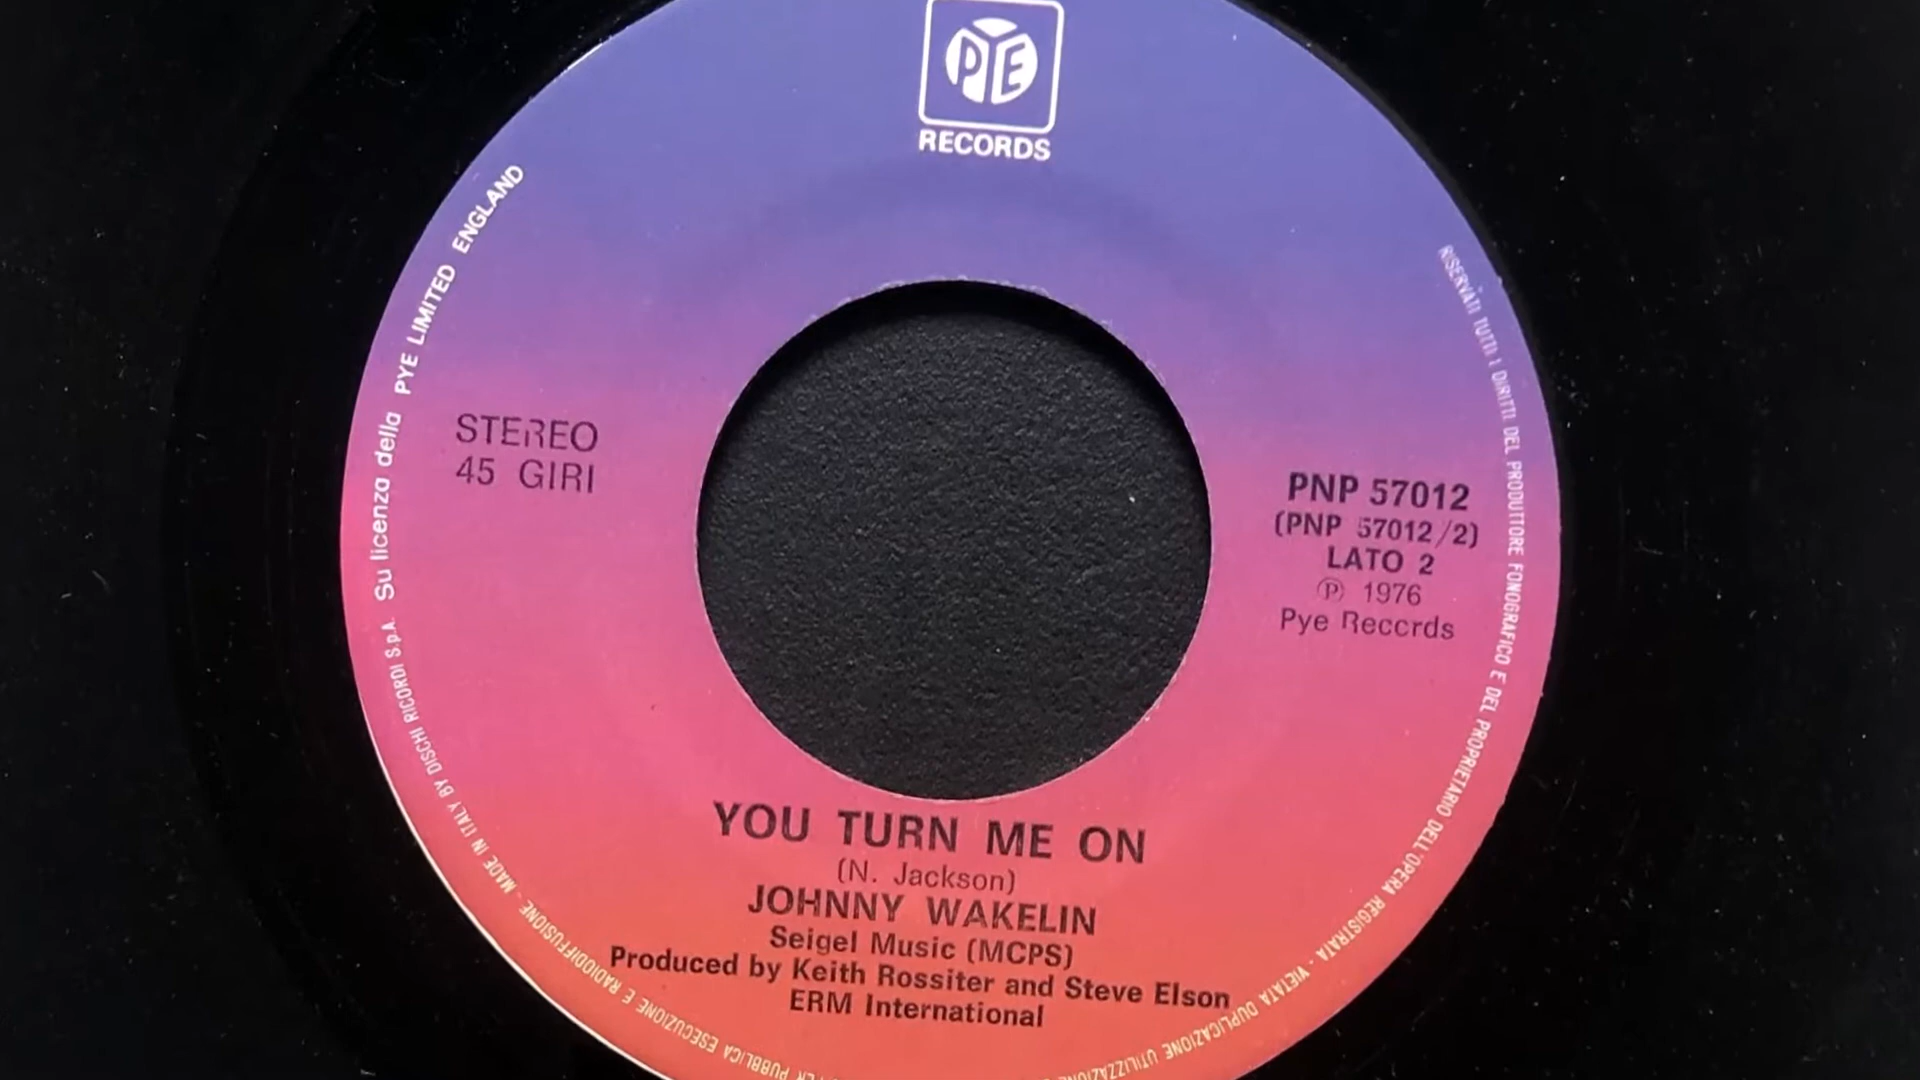 PYE
RECORDS
STEREO
45 GIRI
PNP 57012
(PNP 57012/2)
LATO 2
Ⓟ 1976
Pye Records
YOU TURN ME ON
(N. Jackson)
JOHNNY WAKELIN
Seigel Music (MCPS)
Produced by Keith Rossiter and Steve Elson
ERM International
MADE IN ITALY BY DISCHI RICORDI S.p.A. Su licenza della PYE LIMITED ENGLAND
RISERVATI TUTTI I DIRITTI DEL PRODUTTORE FONOGRAFICO E DEL PROPRIETARIO DELL'OPERA REGISTRATA - VIETATA DUPLICAZIONE UTILIZZAZIONE
PER PUBBLICA ESECUZIONE E RADIODIFFUSIONE -